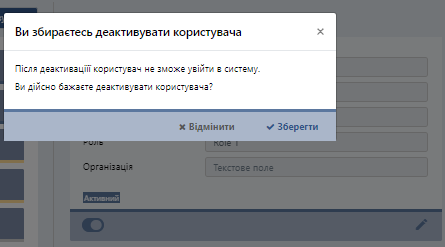 Ви збираєтесь деактивувати користувача
×
Після деактиваціїї користувач не зможе увійти в систему.
Ви дійсно бажаєте деактивувати користувача?
✖ Відмінити ✔ Зберегти
Роль Role 1
Організація Текстове поле
Активний